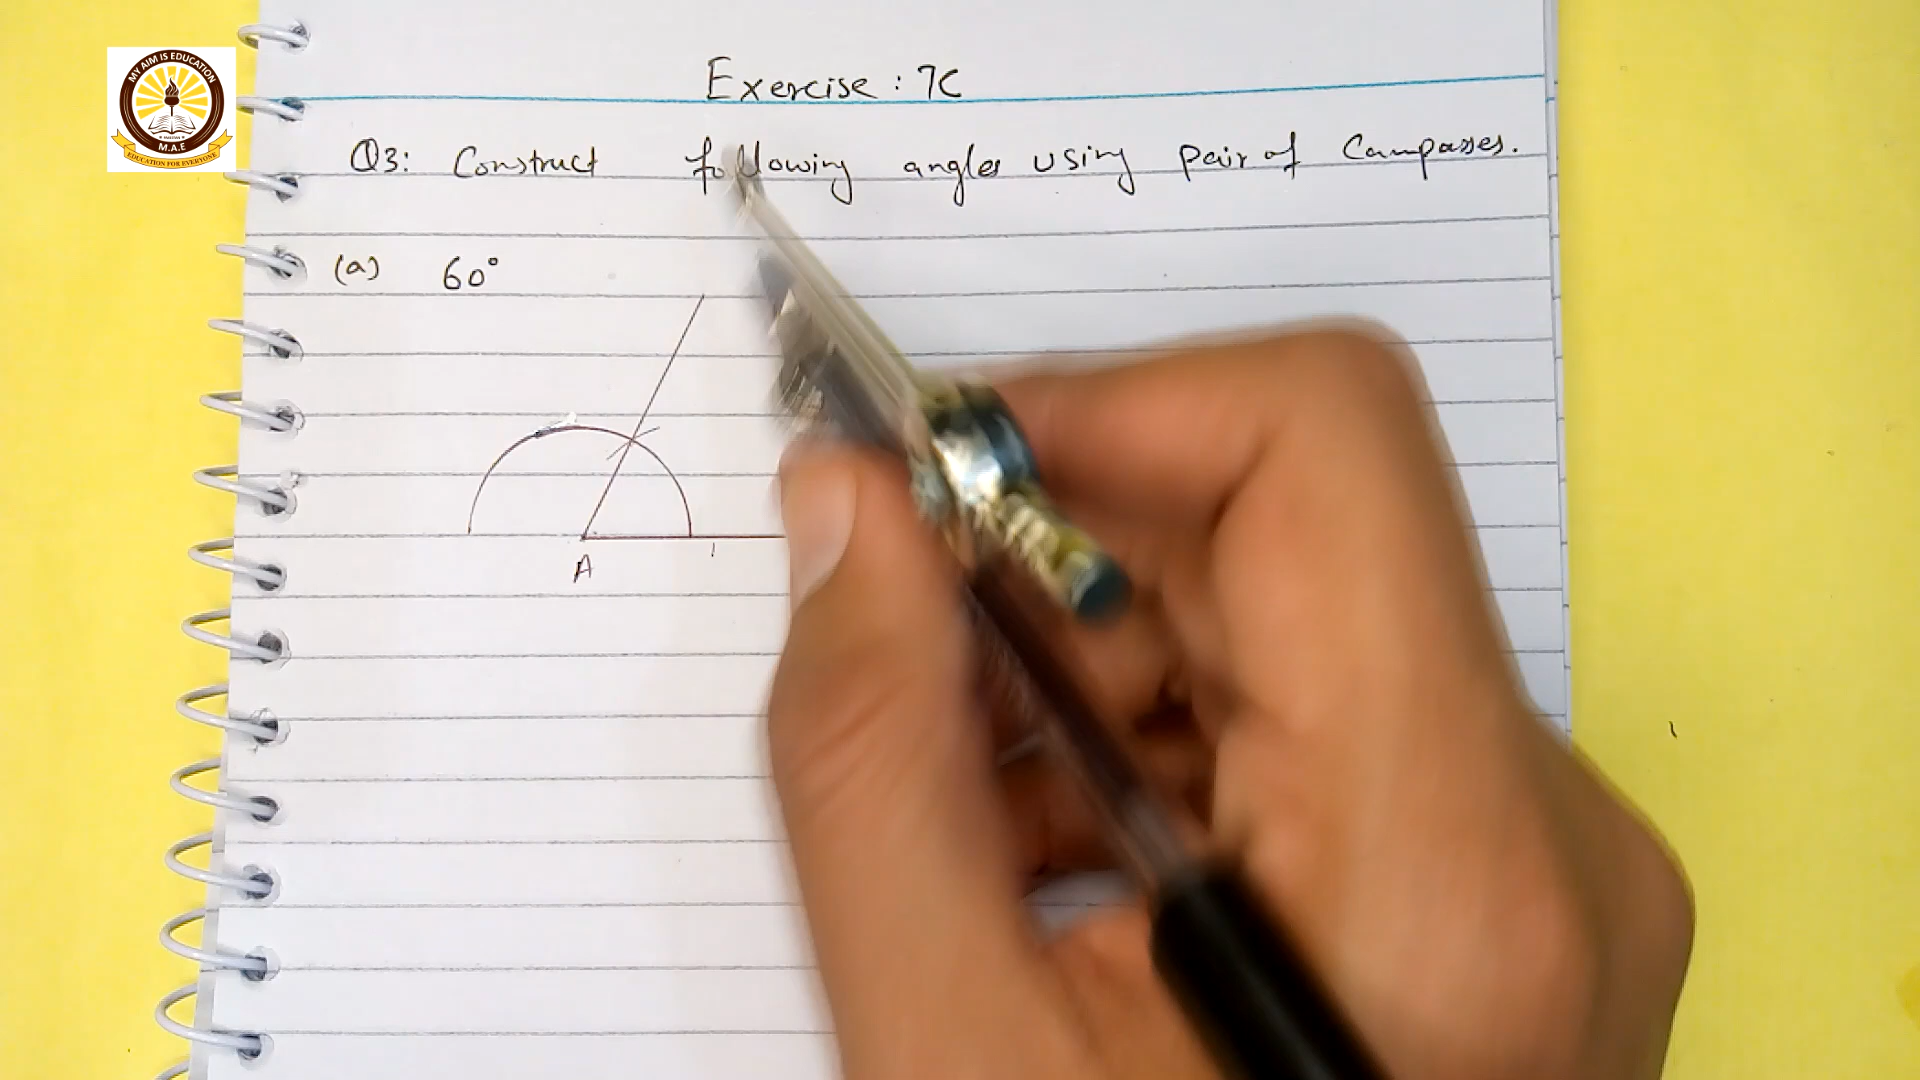 MY AIM IS EDUCATION
M.A.E
EDUCATION FOR EVERYONE
Exercise : 7C
Q3: Construct following angles using pair of Campasses.
(a) 60°
A